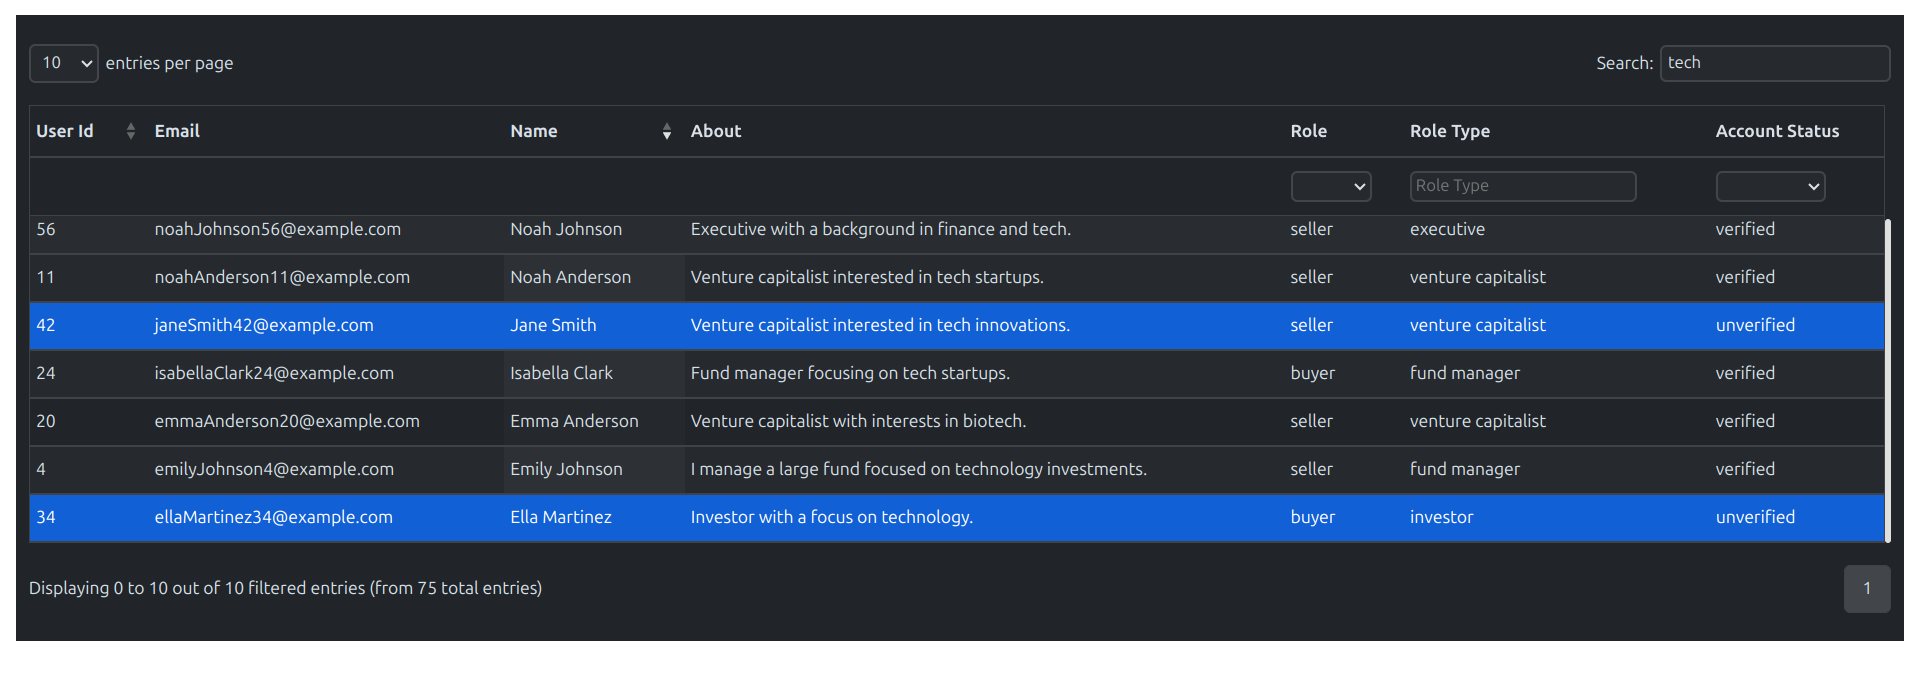 10 entries per page Search: tech
User Id Email Name About Role Role Type Account Status
Role Type
56 noahJohnson56@example.com Noah Johnson Executive with a background in finance and tech. seller executive verified
11 noahAnderson11@example.com Noah Anderson Venture capitalist interested in tech startups. seller venture capitalist verified
42 janeSmith42@example.com Jane Smith Venture capitalist interested in tech innovations. seller venture capitalist unverified
24 isabellaClark24@example.com Isabella Clark Fund manager focusing on tech startups. buyer fund manager verified
20 emmaAnderson20@example.com Emma Anderson Venture capitalist with interests in biotech. seller venture capitalist verified
4 emilyJohnson4@example.com Emily Johnson I manage a large fund focused on technology investments. seller fund manager verified
34 ellaMartinez34@example.com Ella Martinez Investor with a focus on technology. buyer investor unverified
Displaying 0 to 10 out of 10 filtered entries (from 75 total entries) 1